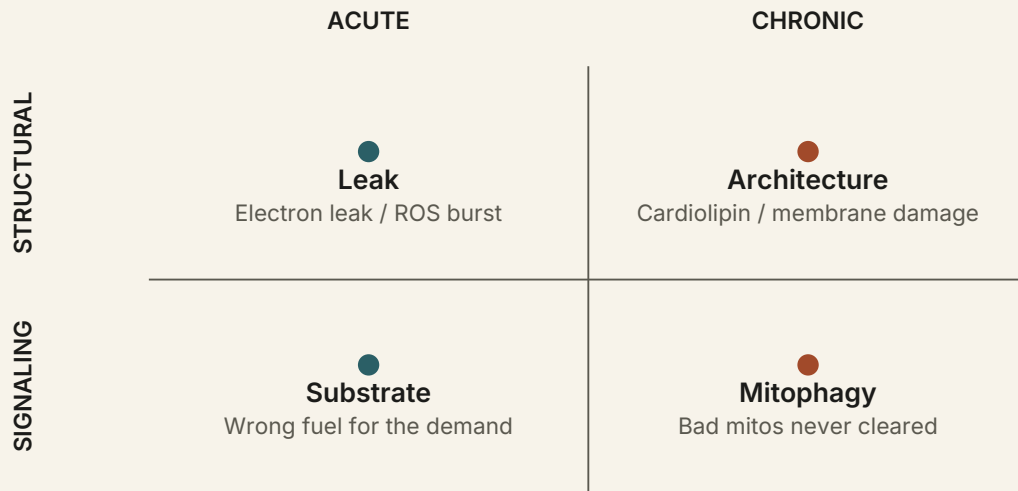 ACUTE
CHRONIC
STRUCTURAL
Leak
Electron leak / ROS burst
Architecture
Cardiolipin / membrane damage
SIGNALING
Substrate
Wrong fuel for the demand
Mitophagy
Bad mitos never cleared